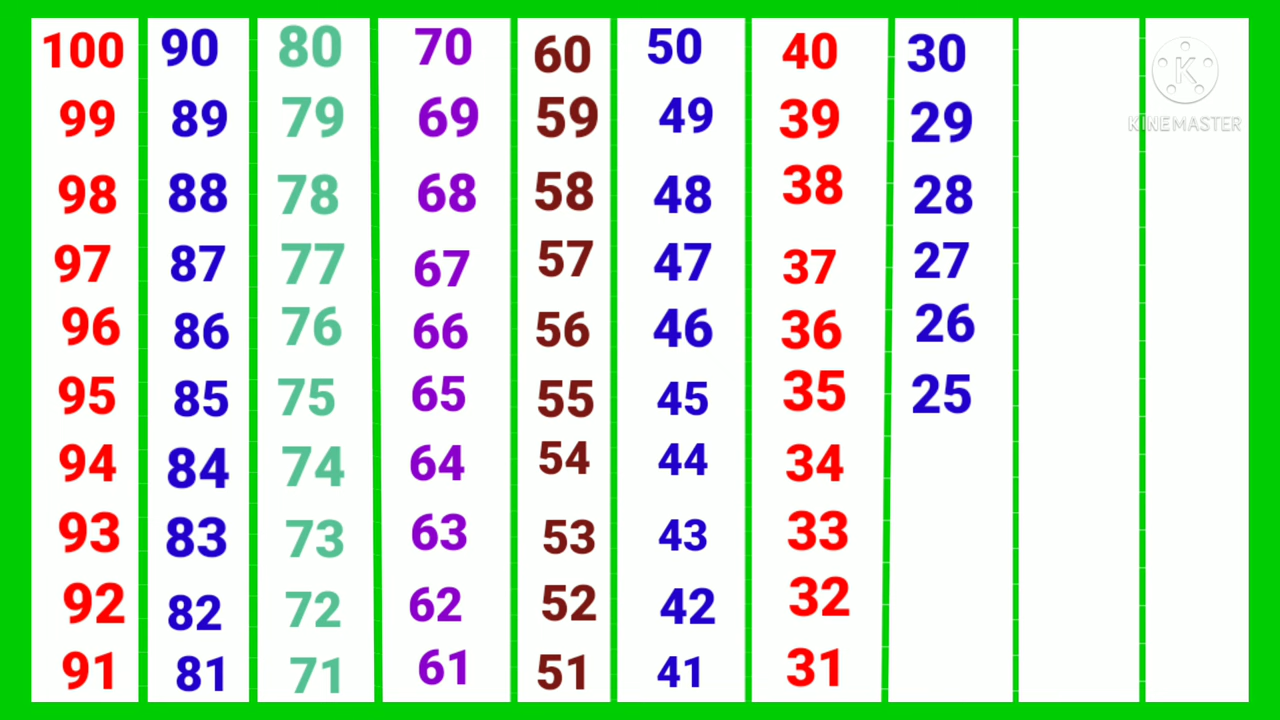 100 90 80 70 60 50 40 30
99 89 79 69 59 49 39 29
98 88 78 68 58 48 38 28
97 87 77 67 57 47 37 27
96 86 76 66 56 46 36 26
95 85 75 65 55 45 35 25
94 84 74 64 54 44 34
93 83 73 63 53 43 33
92 82 72 62 52 42 32
91 81 71 61 51 41 31
K
KINEMASTER